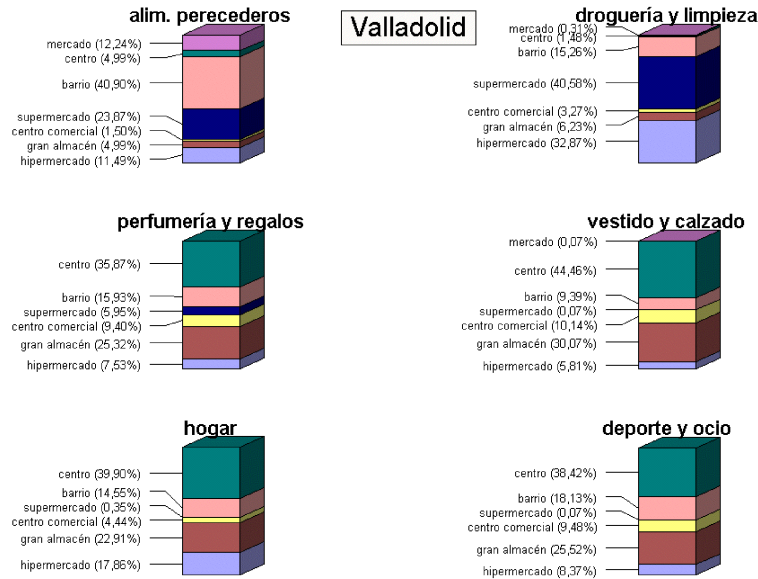 Valladolid
alim. perecederos
mercado (12,24%)
centro (4,99%)
barrio (40,90%)
supermercado (23,87%)
centro comercial (1,50%)
gran almacén (4,99%)
hipermercado (11,49%)
droguería y limpieza
mercado (0,31%)
centro (1,48%)
barrio (15,26%)
supermercado (40,58%)
centro comercial (3,27%)
gran almacén (6,23%)
hipermercado (32,87%)
perfumería y regalos
centro (35,87%)
barrio (15,93%)
supermercado (5,95%)
centro comercial (9,40%)
gran almacén (25,32%)
hipermercado (7,53%)
vestido y calzado
mercado (0,07%)
centro (44,46%)
barrio (9,39%)
supermercado (0,07%)
centro comercial (10,14%)
gran almacén (30,07%)
hipermercado (5,81%)
hogar
centro (39,90%)
barrio (14,55%)
supermercado (0,35%)
centro comercial (4,44%)
gran almacén (22,91%)
hipermercado (17,86%)
deporte y ocio
centro (38,42%)
barrio (18,13%)
supermercado (0,07%)
centro comercial (9,48%)
gran almacén (25,52%)
hipermercado (8,37%)